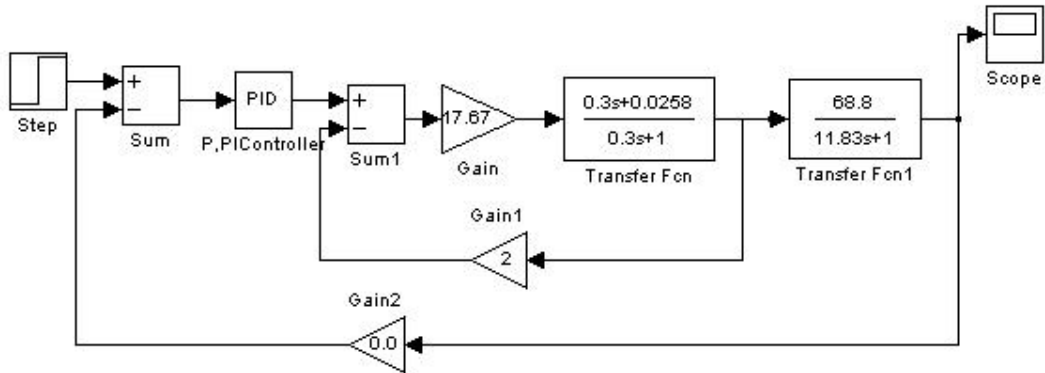 Step
+
−
Sum
PID
P,PIController
+
−
Sum1
17.67
Gain
0.3s+0.0258
0.3s+1
Transfer Fcn
68.8
11.83s+1
Transfer Fcn1
Scope
Gain1
2
Gain2
0.0